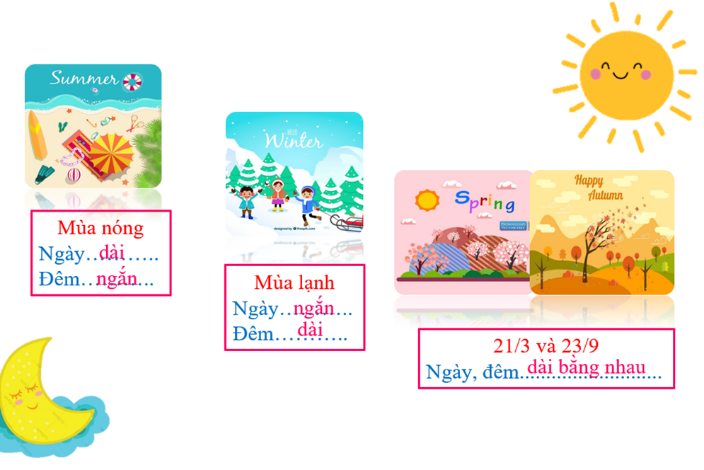 Summer
Mùa nóng
Ngày…dài…..
Đêm…ngắn...
Winter
Mùa lạnh
Ngày…ngắn….
Đêm…dài…….
Spring
Happy
Autumn
21/3 và 23/9
Ngày, đêm...dài bằng nhau...